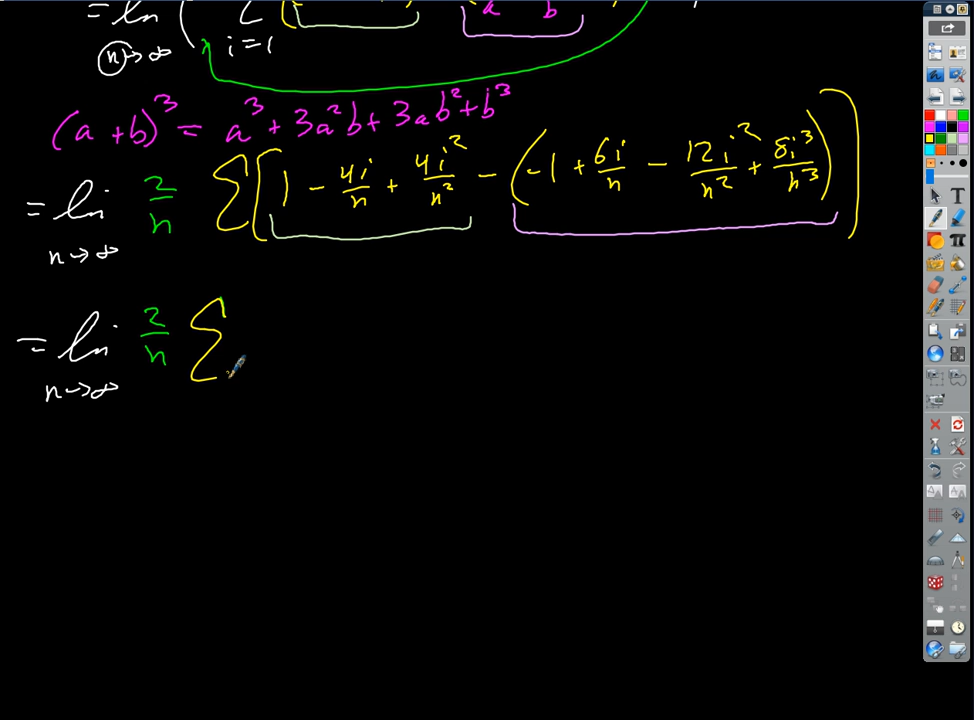 = lim ( Σ
n→∞ i=1 a b
(a+b)³ = a³ + 3a²b + 3ab² + b³
= lim n→∞ 2/n Σ [ 1 - 4i/n + 4i²/n² - ( -1 + 6i/n - 12i²/n² + 8i³/n³ ) ]
= lim n→∞ 2/n Σ